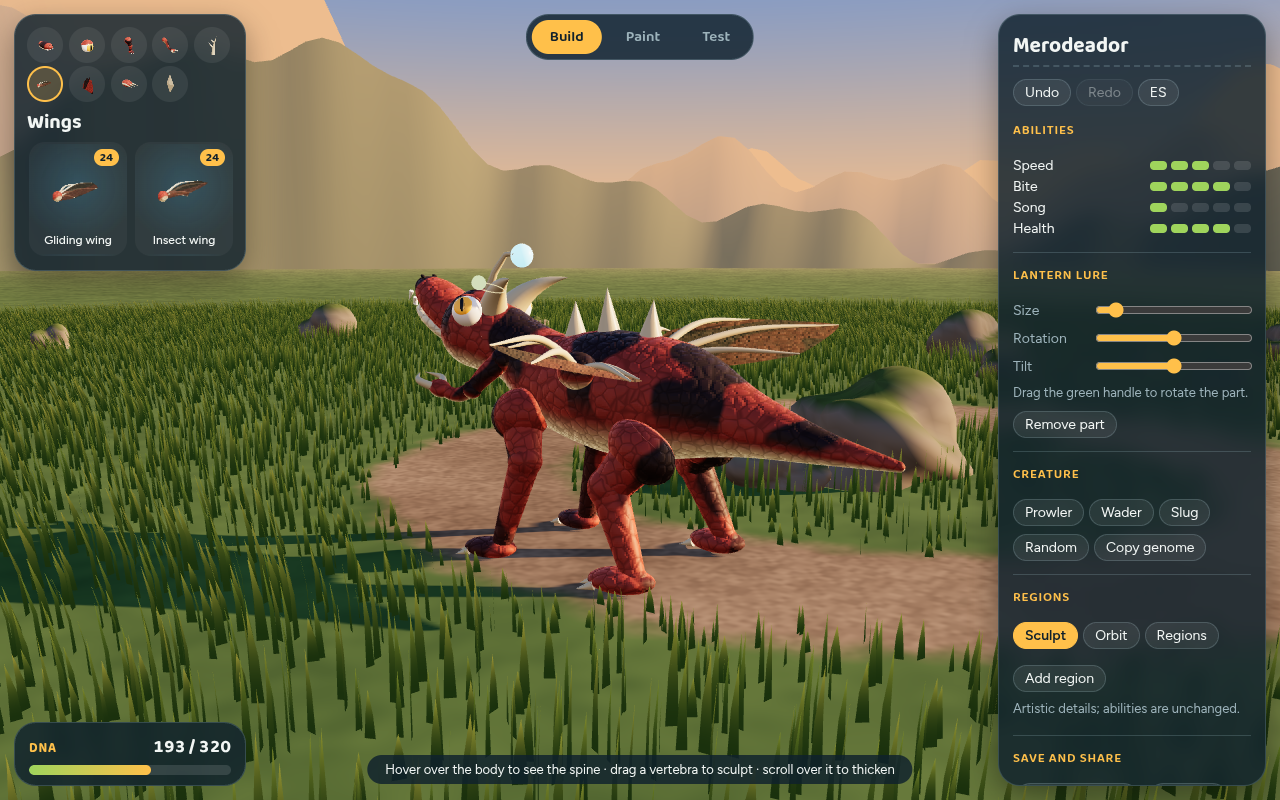 Build Paint Test
Wings
24
24
Gliding wing Insect wing
DNA 193 / 320
Hover over the body to see the spine · drag a vertebra to sculpt · scroll over it to thicken
Merodeador
Undo Redo ES
ABILITIES
Speed
Bite
Song
Health
LANTERN LURE
Size
Rotation
Tilt
Drag the green handle to rotate the part.
Remove part
CREATURE
Prowler Wader Slug
Random Copy genome
REGIONS
Sculpt Orbit Regions
Add region
Artistic details; abilities are unchanged.
SAVE AND SHARE